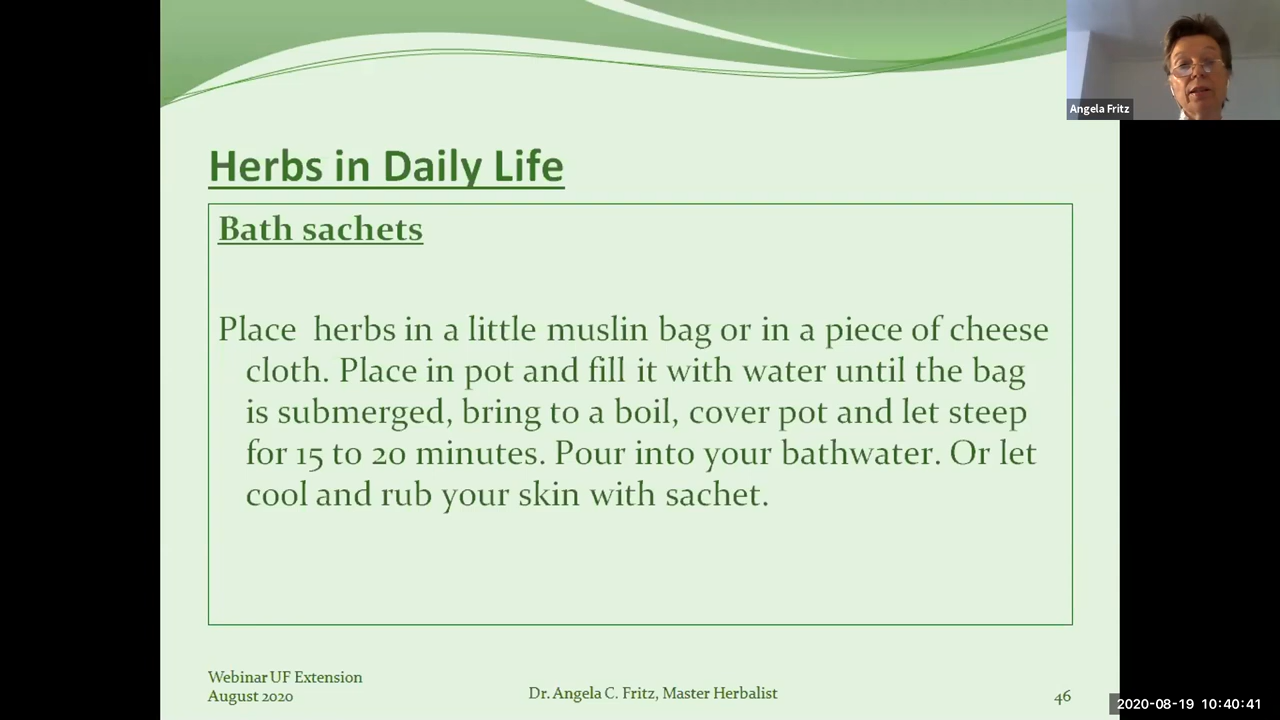 Angela Fritz
Herbs in Daily Life
Bath sachets
Place herbs in a little muslin bag or in a piece of cheese
cloth. Place in pot and fill it with water until the bag
is submerged, bring to a boil, cover pot and let steep
for 15 to 20 minutes. Pour into your bathwater. Or let
cool and rub your skin with sachet.
Webinar UF Extension
August 2020
Dr. Angela C. Fritz, Master Herbalist
46
2020-08-19 10:40:41